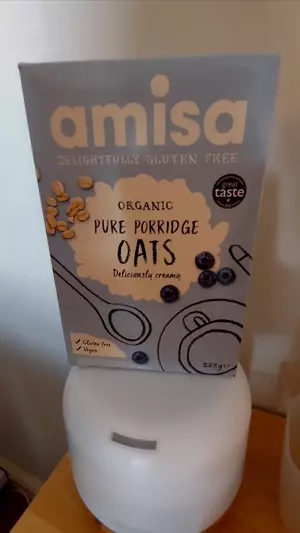 amisa
DELIGHTFULLY GLUTEN FREE
great
taste
ORGANIC
PURE PORRIDGE
OATS
Deliciously creamy
✓ Gluten free
✓ Vegan
325g